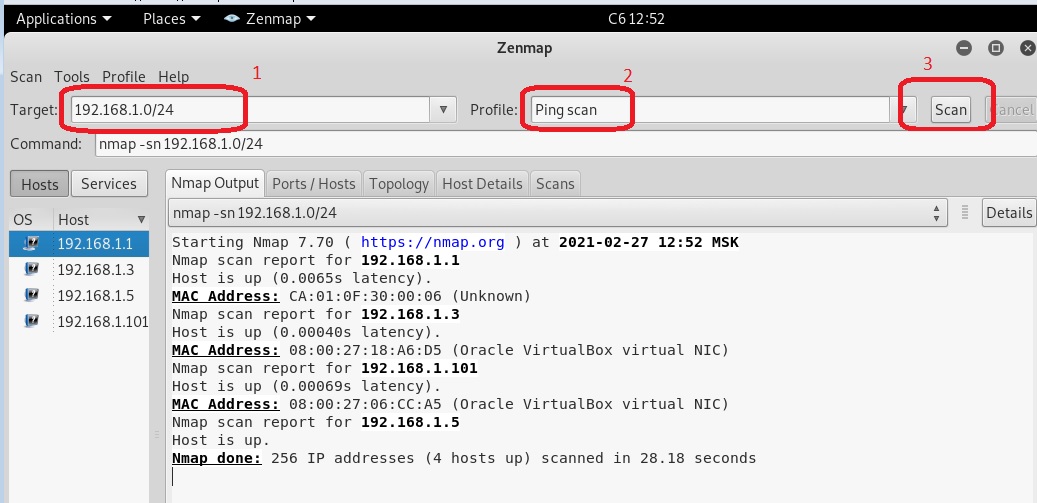 Applications Places Zenmap C6 12:52
Zenmap
Scan Tools Profile Help 1 2 3
Target: 192.168.1.0/24 Profile: Ping scan Scan Cancel
Command: nmap -sn 192.168.1.0/24
Hosts Services Nmap Output Ports / Hosts Topology Host Details Scans
OS Host nmap -sn 192.168.1.0/24 Details
192.168.1.1
192.168.1.3
192.168.1.5
192.168.1.101
Starting Nmap 7.70 ( https://nmap.org ) at 2021-02-27 12:52 MSK
Nmap scan report for 192.168.1.1
Host is up (0.0065s latency).
MAC Address: CA:01:0F:30:00:06 (Unknown)
Nmap scan report for 192.168.1.3
Host is up (0.00040s latency).
MAC Address: 08:00:27:18:A6:D5 (Oracle VirtualBox virtual NIC)
Nmap scan report for 192.168.1.101
Host is up (0.00069s latency).
MAC Address: 08:00:27:06:CC:A5 (Oracle VirtualBox virtual NIC)
Nmap scan report for 192.168.1.5
Host is up.
Nmap done: 256 IP addresses (4 hosts up) scanned in 28.18 seconds